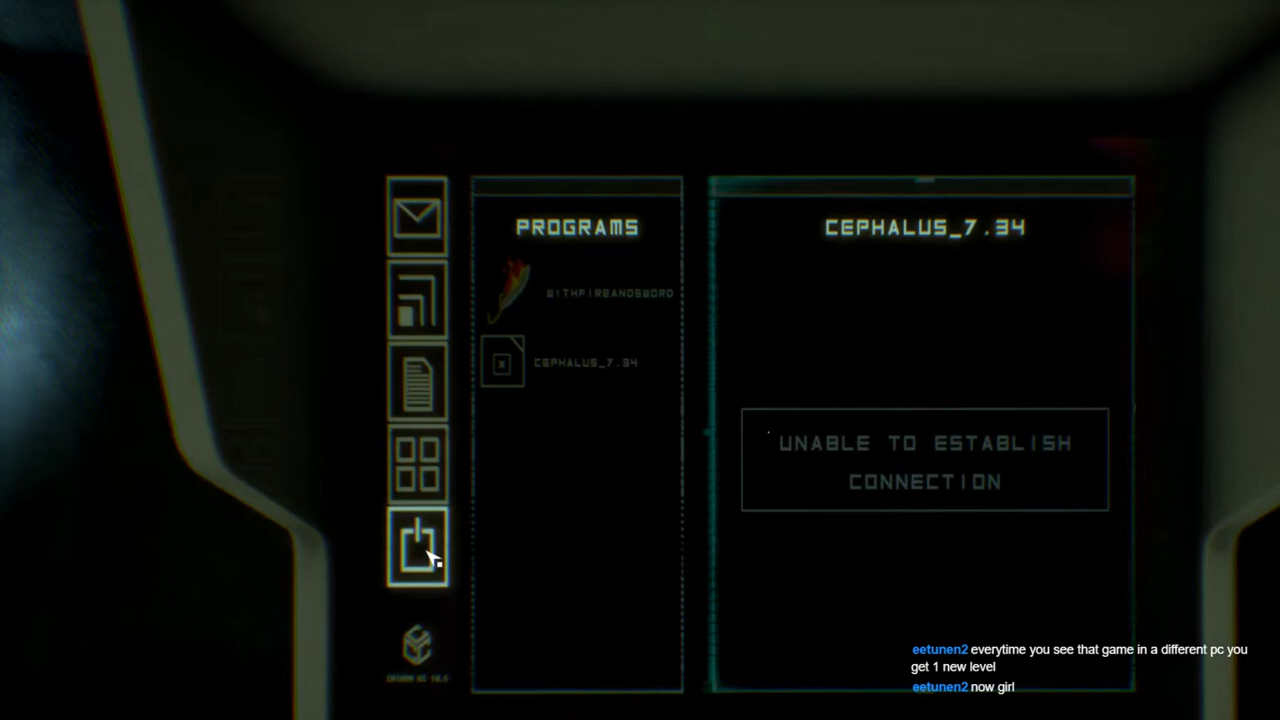 PROGRAMS
WITHFIREANDSWORD
CEPHALUS_7.34
CEPHALUS_7.34
UNABLE TO ESTABLISH
CONNECTION
eetunen2 everytime you see that game in a different pc you
get 1 new level
eetunen2 now girl